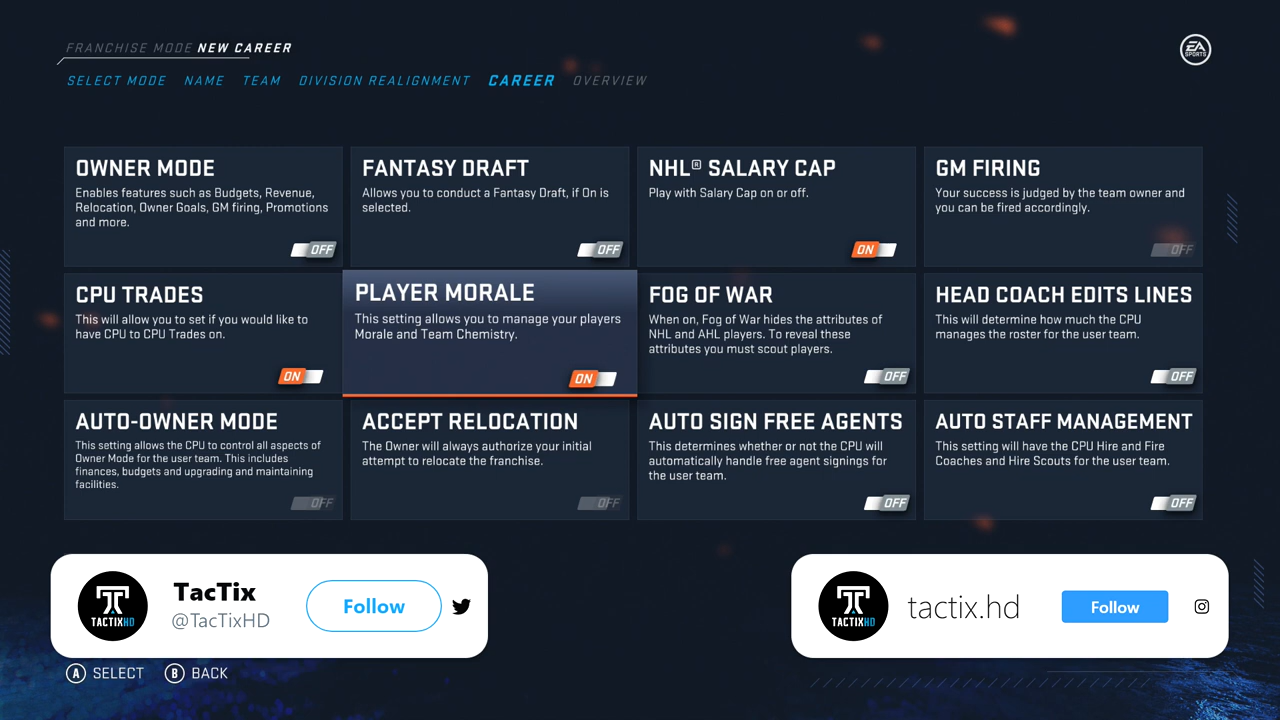 FRANCHISE MODE NEW CAREER
EA SPORTS
SELECT MODE NAME TEAM DIVISION REALIGNMENT CAREER OVERVIEW
OWNER MODE
Enables features such as Budgets, Revenue,
Relocation, Owner Goals, GM firing, Promotions
and more.
OFF
FANTASY DRAFT
Allows you to conduct a Fantasy Draft, if On is
selected.
OFF
NHL® SALARY CAP
Play with Salary Cap on or off.
ON
GM FIRING
Your success is judged by the team owner and
you can be fired accordingly.
OFF
CPU TRADES
This will allow you to set if you would like to
have CPU to CPU Trades on.
ON
PLAYER MORALE
This setting allows you to manage your players
Morale and Team Chemistry.
ON
FOG OF WAR
When on, Fog of War hides the attributes of
NHL and AHL players. To reveal these
attributes you must scout players.
OFF
HEAD COACH EDITS LINES
This will determine how much the CPU
manages the roster for the user team.
OFF
AUTO-OWNER MODE
This setting allows the CPU to control all aspects of
Owner Mode for the user team. This includes
finances, budgets and upgrading and maintaining
facilities.
OFF
ACCEPT RELOCATION
The Owner will always authorize your initial
attempt to relocate the franchise.
OFF
AUTO SIGN FREE AGENTS
This determines whether or not the CPU will
automatically handle free agent signings for
the user team.
OFF
AUTO STAFF MANAGEMENT
This setting will have the CPU Hire and Fire
Coaches and Hire Scouts for the user team.
OFF
TACTIXHD
TacTix
@TacTixHD
Follow
TACTIXHD
tactix.hd
Follow
A SELECT B BACK